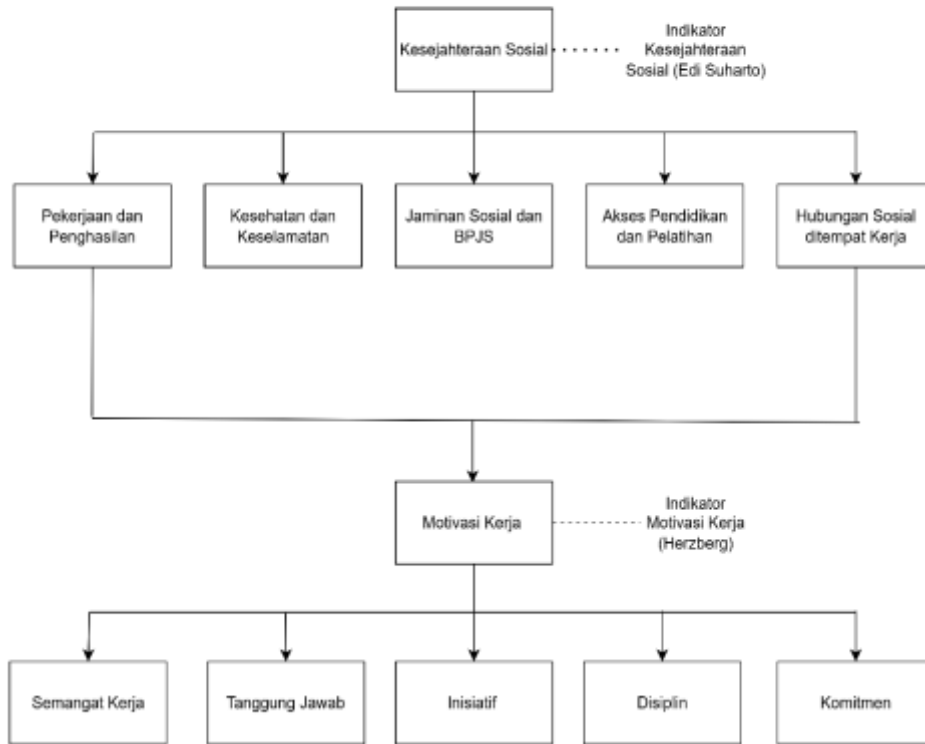 Kesejahteraan Sosial
Indikator
Kesejahteraan
Sosial (Edi Suharto)
Pekerjaan dan
Penghasilan
Kesehatan dan
Keselamatan
Jaminan Sosial dan
BPJS
Akses Pendidikan
dan Pelatihan
Hubungan Sosial
ditempat Kerja
Motivasi Kerja
Indikator
Motivasi Kerja
(Herzberg)
Semangat Kerja
Tanggung Jawab
Inisiatif
Disiplin
Komitmen